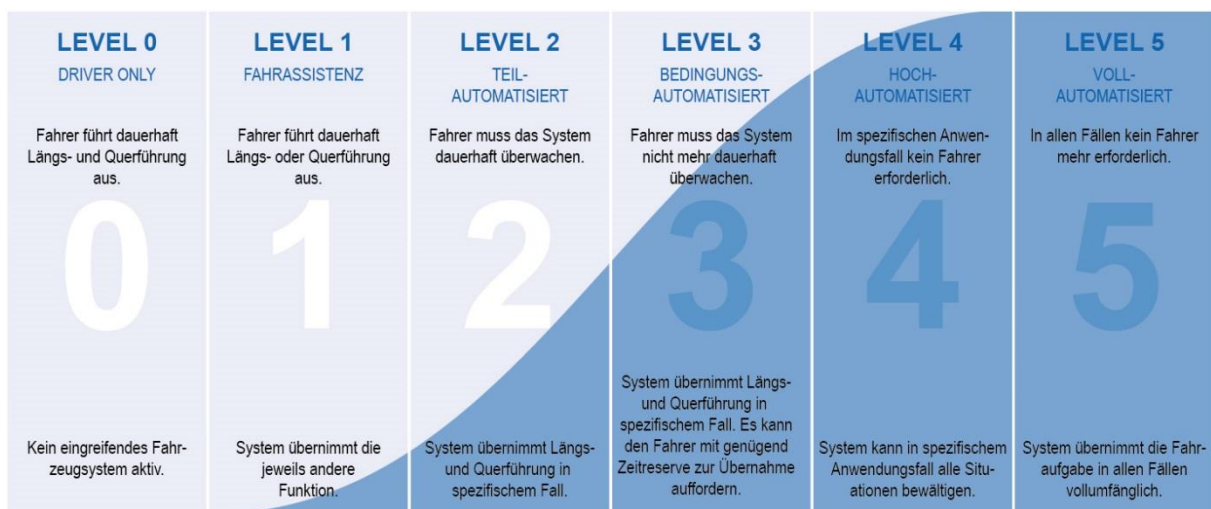 LEVEL 0
DRIVER ONLY
Fahrer führt dauerhaft
Längs- und Querführung
aus.
0
Kein eingreifendes Fahr-
zeugsystem aktiv.
LEVEL 1
FAHRASSISTENZ
Fahrer führt dauerhaft
Längs- oder Querführung
aus.
1
System übernimmt die
jeweils andere
Funktion.
LEVEL 2
TEIL-
AUTOMATISIERT
Fahrer muss das System
dauerhaft überwachen.
2
System übernimmt Längs-
und Querführung in
spezifischem Fall.
LEVEL 3
BEDINGUNGS-
AUTOMATISIERT
Fahrer muss das System
nicht mehr dauerhaft
überwachen.
3
System übernimmt Längs-
und Querführung in
spezifischem Fall. Es kann
den Fahrer mit genügend
Zeitreserve zur Übernahme
auffordern.
LEVEL 4
HOCH-
AUTOMATISIERT
Im spezifischen Anwen-
dungsfall kein Fahrer
erforderlich.
4
System kann in spezifischem
Anwendungsfall alle Situ-
ationen bewältigen.
LEVEL 5
VOLL-
AUTOMATISIERT
In allen Fällen kein Fahrer
mehr erforderlich.
5
System übernimmt die Fahr-
aufgabe in allen Fällen
vollumfänglich.